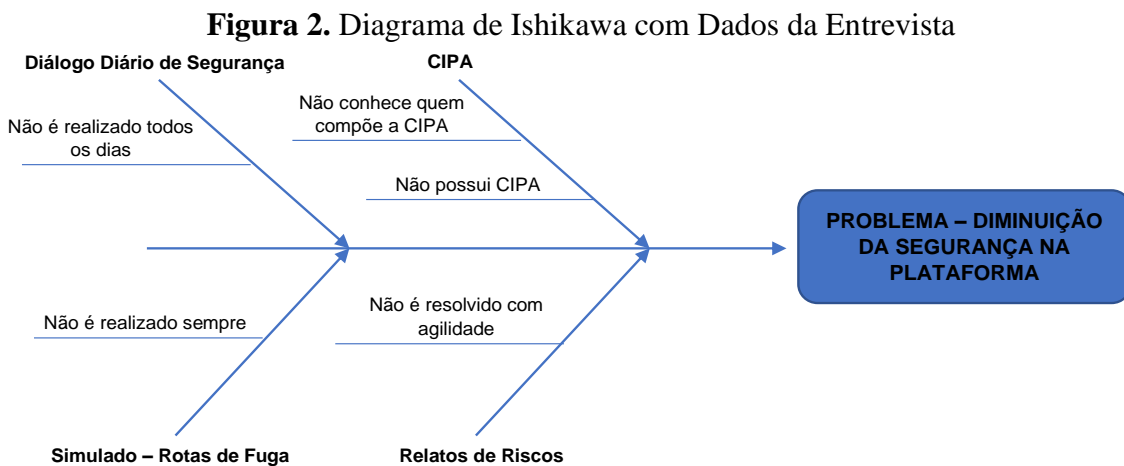 Figura 2. Diagrama de Ishikawa com Dados da Entrevista
Diálogo Diário de Segurança
CIPA
Não é realizado todos
os dias
Não conhece quem
compõe a CIPA
Não possui CIPA
PROBLEMA – DIMINUIÇÃO
DA SEGURANÇA NA
PLATAFORMA
Não é realizado sempre
Não é resolvido com
agilidade
Simulado – Rotas de Fuga
Relatos de Riscos